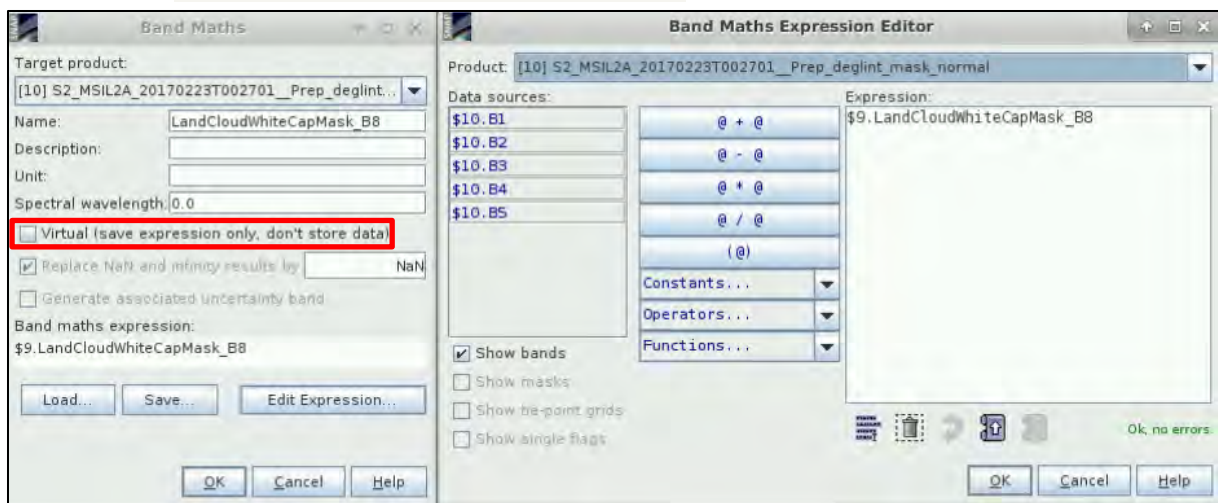 Band Maths
Target product:
[10] S2_MSIL2A_20170223T002701__Prep_deglint...
Name:
LandCloudWhiteCapMask_B8
Description:
Unit:
Spectral wavelength:
0.0
Virtual (save expression only, don't store data)
Replace NaN and infinity results by
NaN
Generate associated uncertainty band
Band maths expression:
$9.LandCloudWhiteCapMask_B8
Load...
Save...
Edit Expression...
OK
Cancel
Help
Band Maths Expression Editor
Product:
[10] S2_MSIL2A_20170223T002701__Prep_deglint_mask_normal
Data sources:
$10.B1
$10.B2
$10.B3
$10.B4
$10.B5
Show bands
Show masks
Show tie-point grids
Show single flags
@ + @
@ - @
@ * @
@ / @
(@)
Constants...
Operators...
Functions...
Expression:
$9.LandCloudWhiteCapMask_B8
Ok, no errors.
OK
Cancel
Help